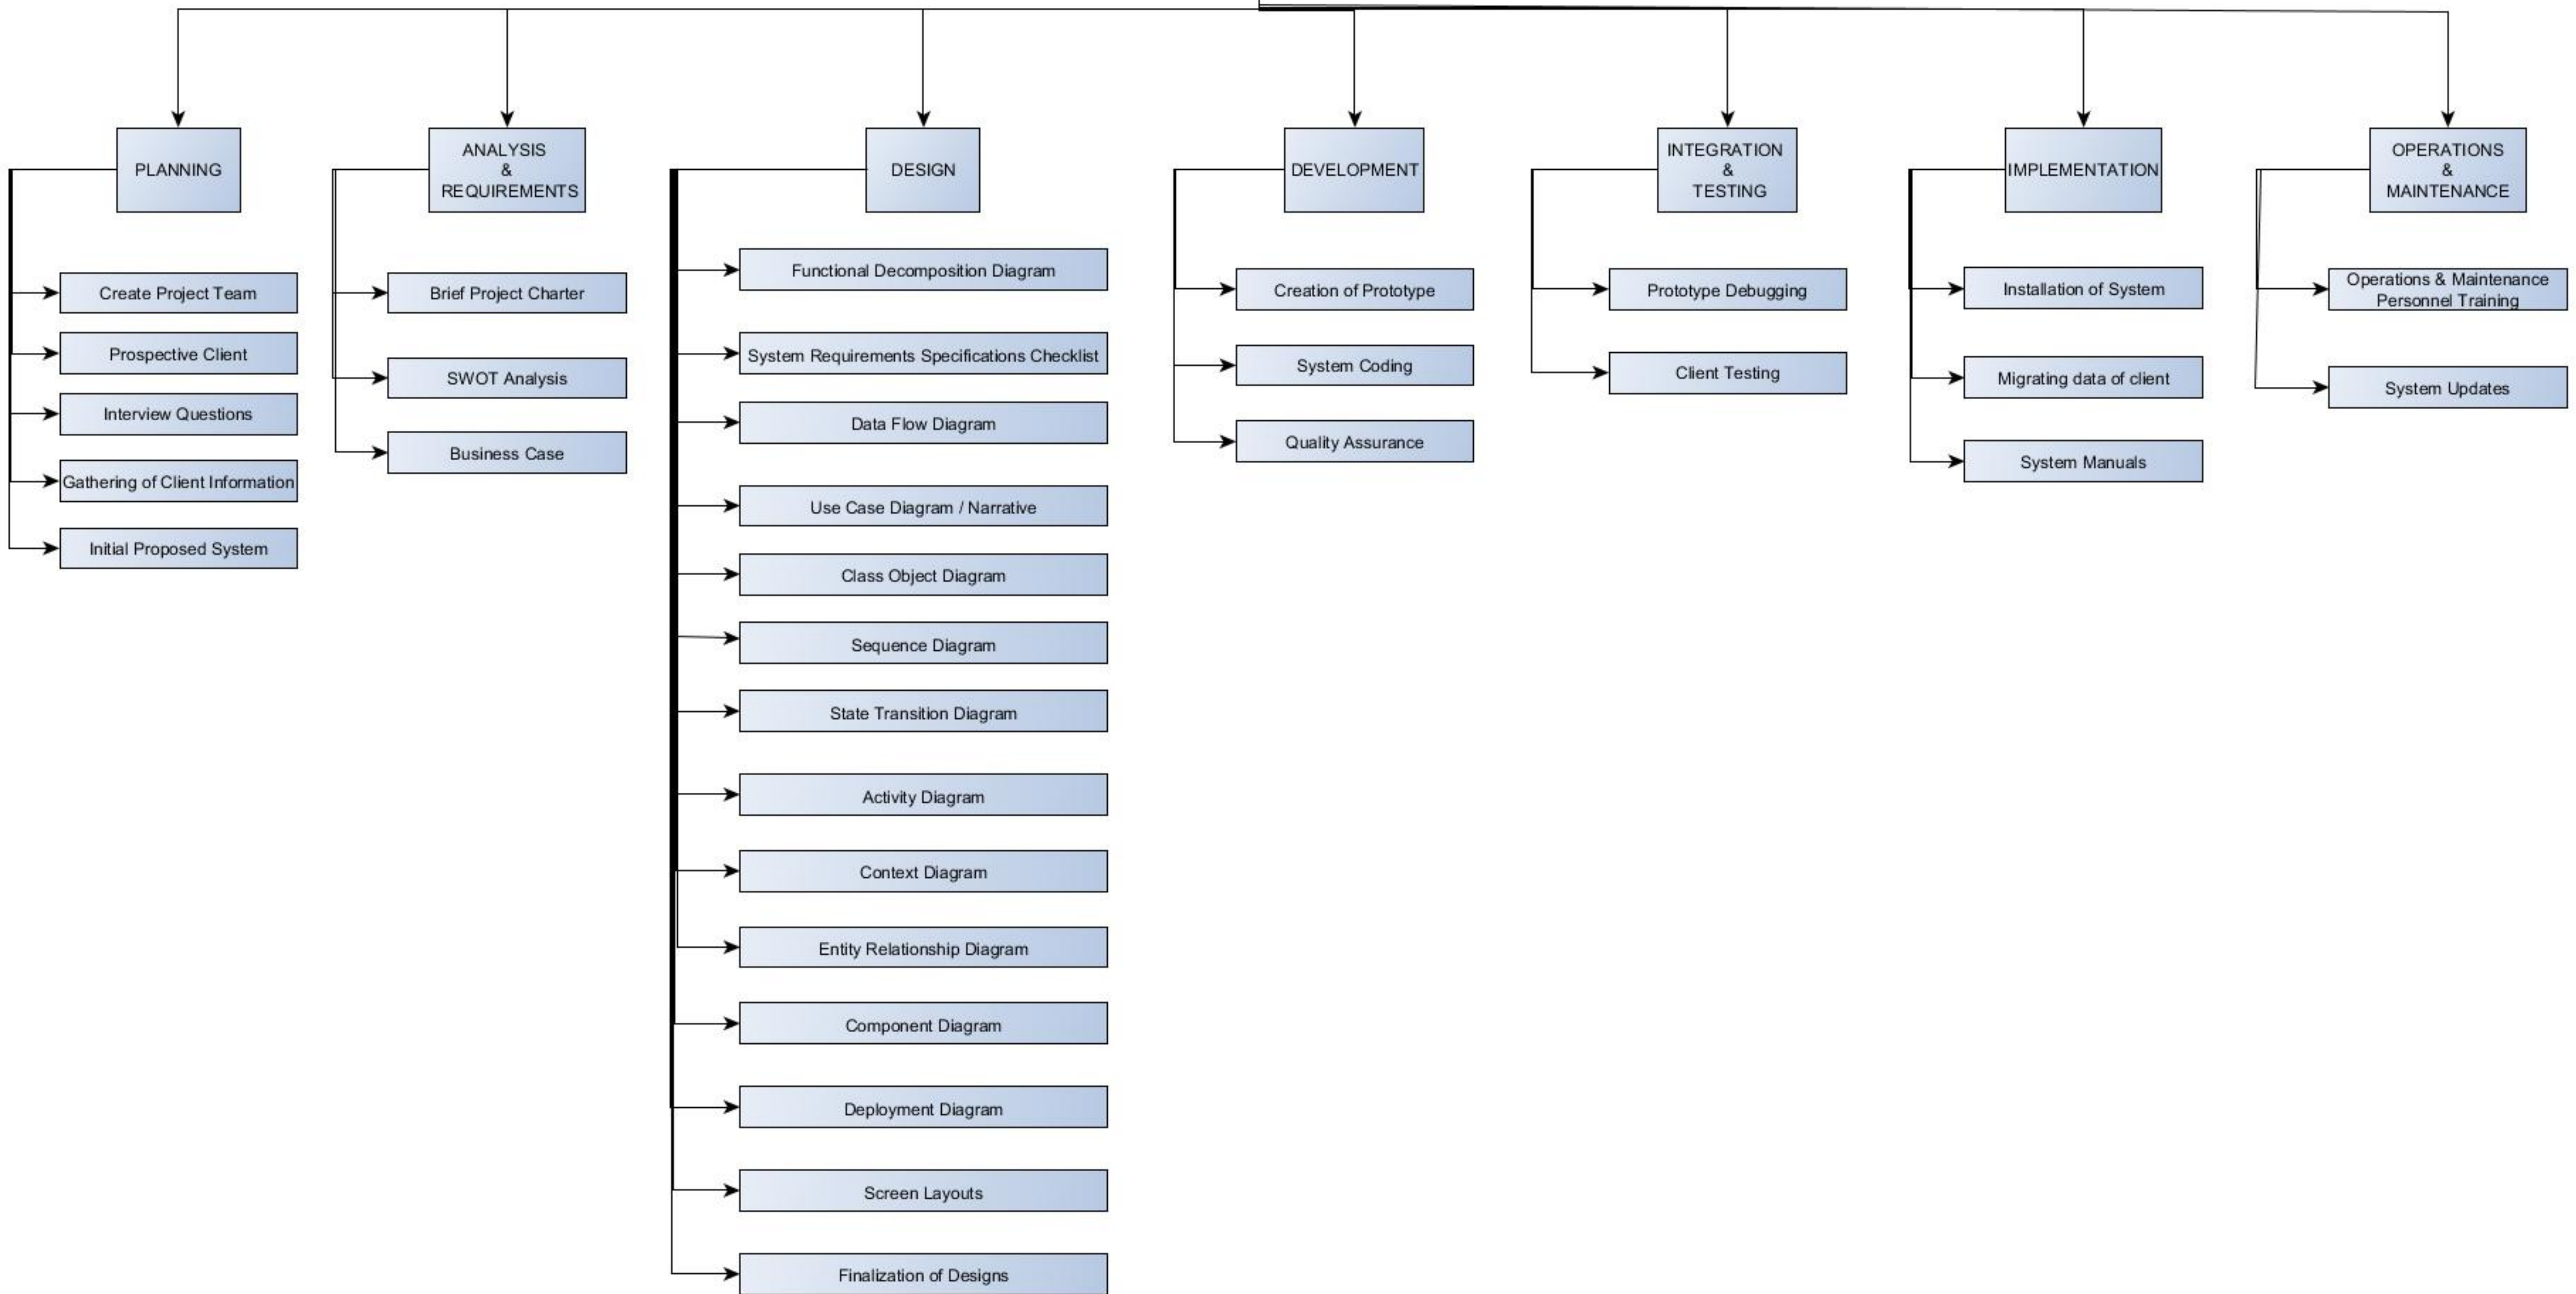 PLANNING
Create Project Team
Prospective Client
Interview Questions
Gathering of Client Information
Initial Proposed System
ANALYSIS
&
REQUIREMENTS
Brief Project Charter
SWOT Analysis
Business Case
DESIGN
Functional Decomposition Diagram
System Requirements Specifications Checklist
Data Flow Diagram
Use Case Diagram / Narrative
Class Object Diagram
Sequence Diagram
State Transition Diagram
Activity Diagram
Context Diagram
Entity Relationship Diagram
Component Diagram
Deployment Diagram
Screen Layouts
Finalization of Designs
DEVELOPMENT
Creation of Prototype
System Coding
Quality Assurance
INTEGRATION
&
TESTING
Prototype Debugging
Client Testing
IMPLEMENTATION
Installation of System
Migrating data of client
System Manuals
OPERATIONS
&
MAINTENANCE
Operations & Maintenance
Personnel Training
System Updates